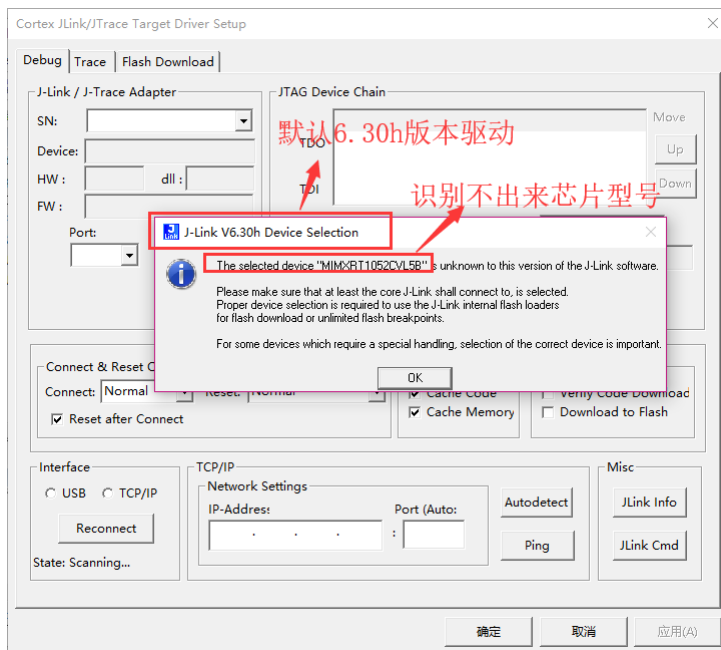 Cortex JLink/JTrace Target Driver Setup
Debug
Trace
Flash Download
J-Link / J-Trace Adapter
SN:
Device:
HW :
dll :
FW :
Port:
JTAG Device Chain
TDO
TDI
Move
Up
Down
默认6.30h版本驱动
识别不出来芯片型号
J-Link V6.30h Device Selection
The selected device "MIMXRT1052CVL5B" is unknown to this version of the J-Link software.
Please make sure that at least the core J-Link shall connect to, is selected.
Proper device selection is required to use the J-Link internal flash loaders
for flash download or unlimited flash breakpoints.
For some devices which require a special handling, selection of the correct device is important.
OK
Connect & Reset
Connect: Normal
Reset: Normal
Reset after Connect
Cache Code
Cache Memory
Verify Code Download
Download to Flash
Interface
USB
TCP/IP
Reconnect
State: Scanning...
TCP/IP
Network Settings
IP-Address:
Port (Auto:
. . . :
Autodetect
Ping
Misc
JLink Info
JLink Cmd
确定
取消
应用(A)